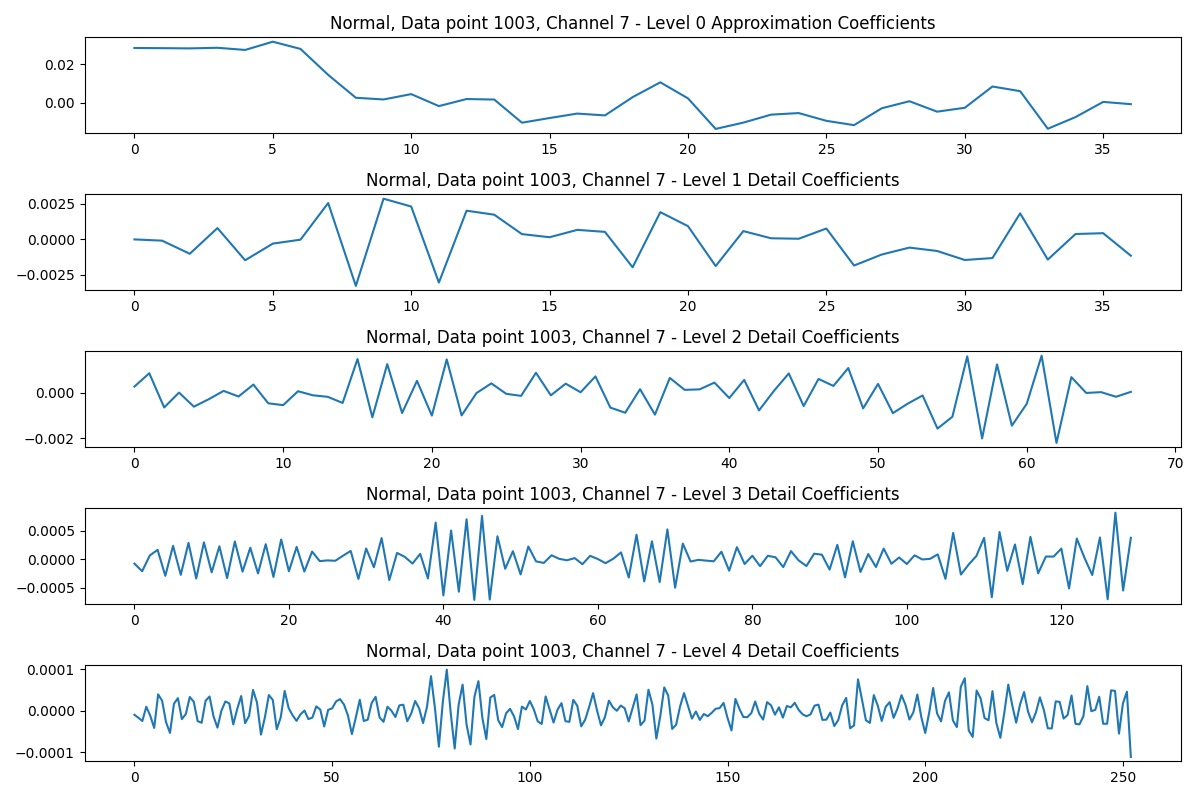 Normal, Data point 1003, Channel 7 - Level 0 Approximation Coefficients
0.02
0.00
0 5 10 15 20 25 30 35
Normal, Data point 1003, Channel 7 - Level 1 Detail Coefficients
0.0025
0.0000
−0.0025
0 5 10 15 20 25 30 35
Normal, Data point 1003, Channel 7 - Level 2 Detail Coefficients
0.000
−0.002
0 10 20 30 40 50 60 70
Normal, Data point 1003, Channel 7 - Level 3 Detail Coefficients
0.0005
0.0000
−0.0005
0 20 40 60 80 100 120
Normal, Data point 1003, Channel 7 - Level 4 Detail Coefficients
0.0001
0.0000
−0.0001
0 50 100 150 200 250